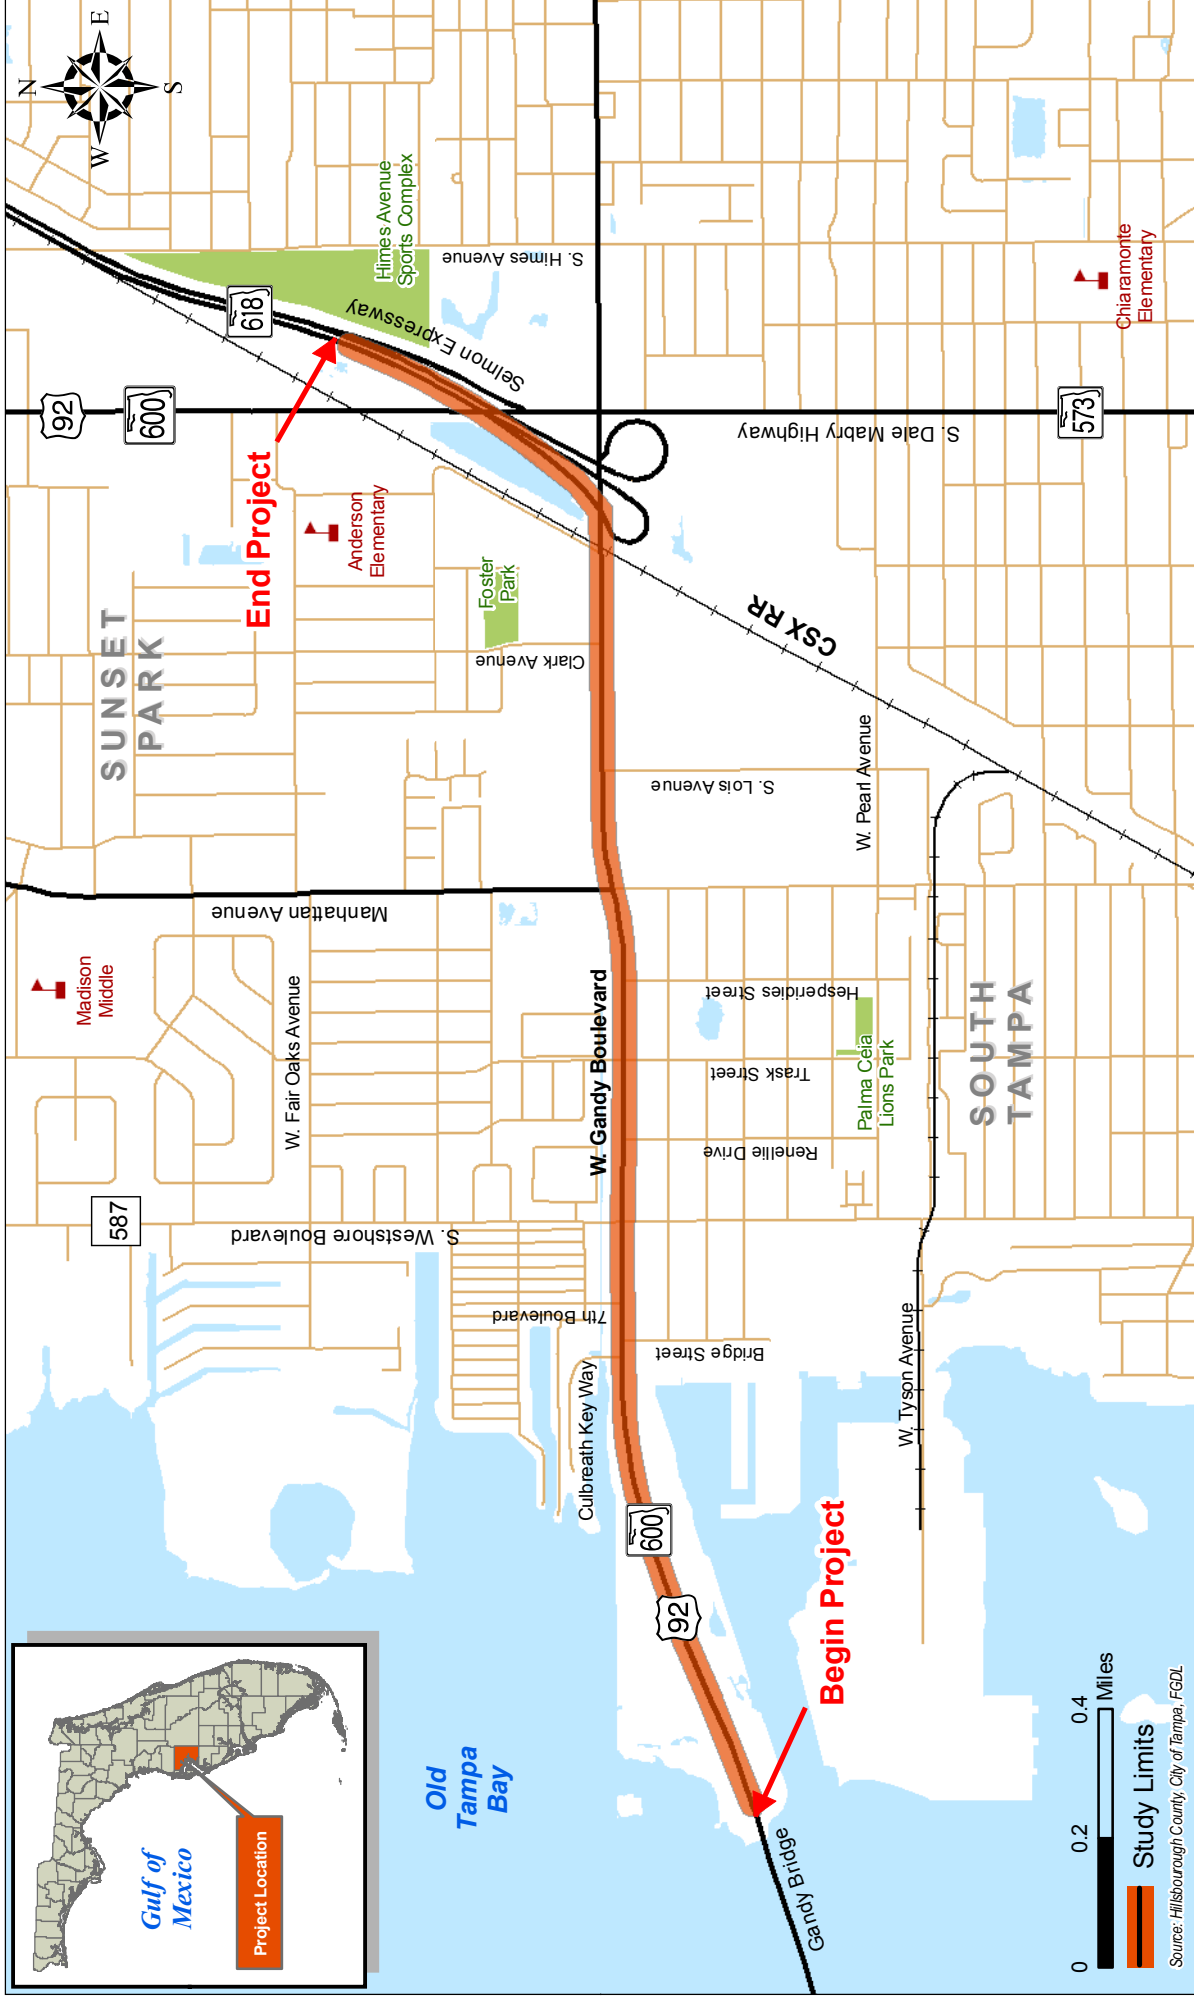 Gulf of
Mexico
Project Location
Old
Tampa
Bay
N
E
S
W
SUNSET
PARK
SOUTH
TAMPA
Madison
Middle
Anderson
Elementary
Chiaramonte
Elementary
Foster
Park
Himes Avenue
Sports Complex
Palma Ceia
Lions Park
587
92
600
618
573
600
92
End Project
Begin Project
W. Gandy Boulevard
Gandy Bridge
Culbreath Key Way
7th Boulevard
Bridge Street
S. Westshore Boulevard
W. Fair Oaks Avenue
Manhattan Avenue
Renellie Drive
Trask Street
Hesperidies Street
S. Lois Avenue
Clark Avenue
W. Pearl Avenue
W. Tyson Avenue
CSX RR
S. Dale Mabry Highway
Selmon Expressway
S. Himes Avenue
0
0.2
0.4
Miles
Study Limits
Source: Hillsbourough County, City of Tampa, FGDL